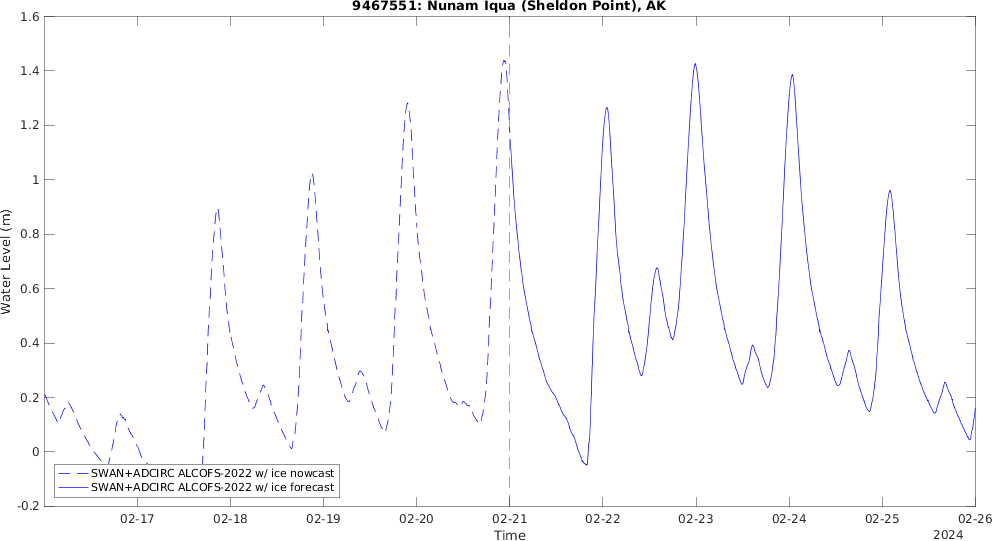 9467551: Nunam Iqua (Sheldon Point), AK
1.6
1.4
1.2
1
0.8
0.6
0.4
0.2
0
-0.2
Water Level (m)
SWAN+ADCIRC ALCOFS-2022 w/ ice nowcast
SWAN+ADCIRC ALCOFS-2022 w/ ice forecast
02-17 02-18 02-19 02-20 02-21 02-22 02-23 02-24 02-25 02-26
Time
2024